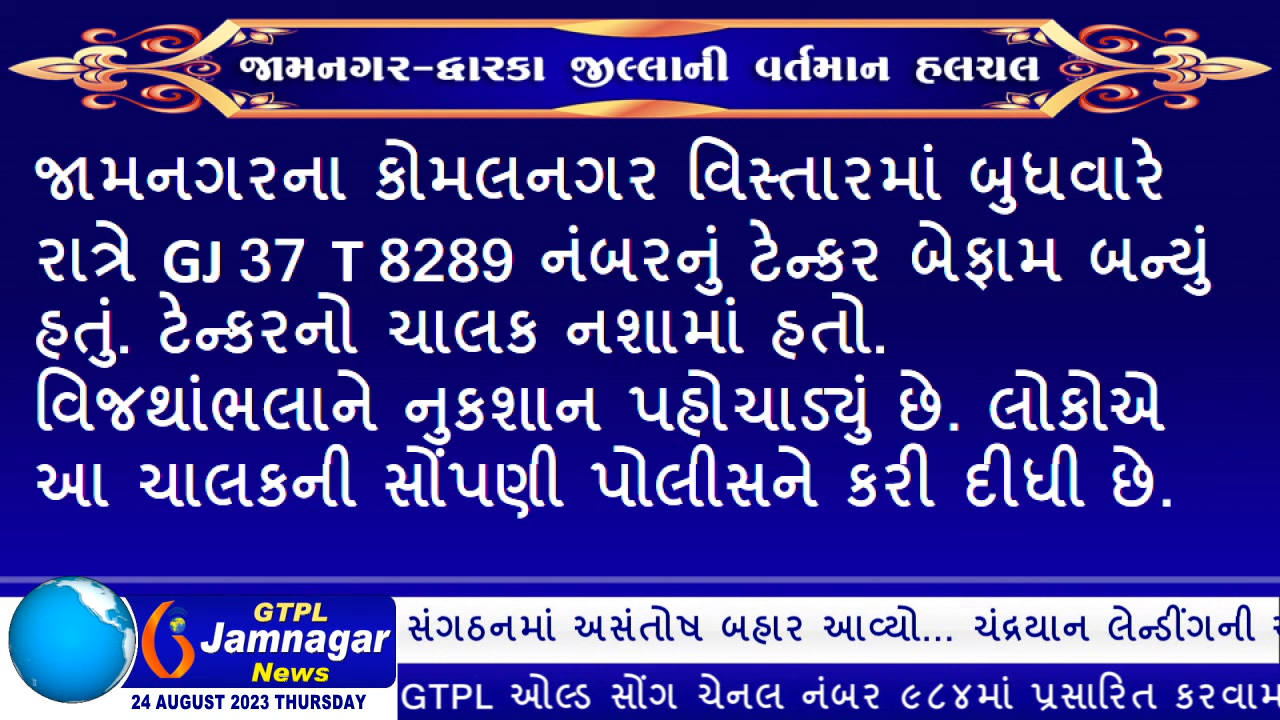 જામનગર-દ્વારકા જીલ્લાની વર્તમાન હલચલ
જામનગરના કોમલનગર વિસ્તારમાં બુધવારે
રાત્રે GJ 37 T 8289 નંબરનું ટેન્કર બેફામ બન્યું
હતું. ટેન્કરનો ચાલક નશામાં હતો.
વિજથાંભલાને નુકશાન પહોચાડ્યું છે. લોકોએ
આ ચાલકની સોંપણી પોલીસને કરી દીધી છે.
GTPL
Jamnagar
News
24 AUGUST 2023 THURSDAY
સંગઠનમાં અસંતોષ બહાર આવ્યો... ચંદ્રયાન લેન્ડીંગની
GTPL ઓલ્ડ સોંગ ચેનલ નંબર ૯૮૪માં પ્રસારિત